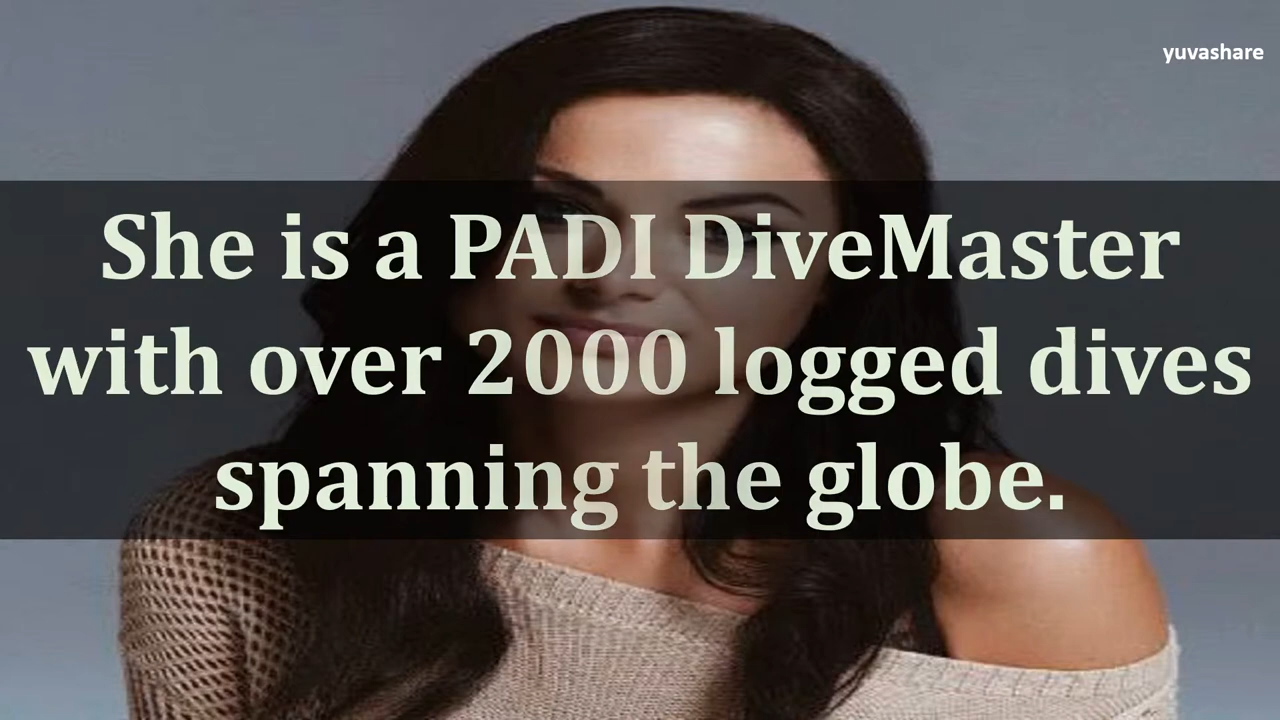 yuvashare
She is a PADI DiveMaster
with over 2000 logged dives
spanning the globe.